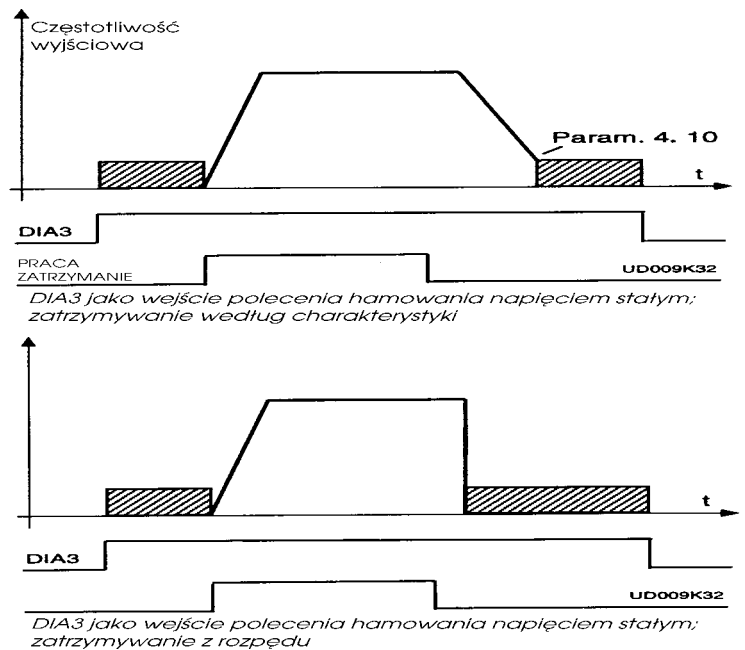 Częstotliwość
wyjściowa
Param. 4. 10
t
DIA3
PRACA
ZATRZYMANIE
UD009K32
DIA3 jako wejście polecenia hamowania napięciem stałym;
zatrzymywanie według charakterystyki
t
DIA3
UD009K32
DIA3 jako wejście polecenia hamowania napięciem stałym;
zatrzymywanie z rozpędu